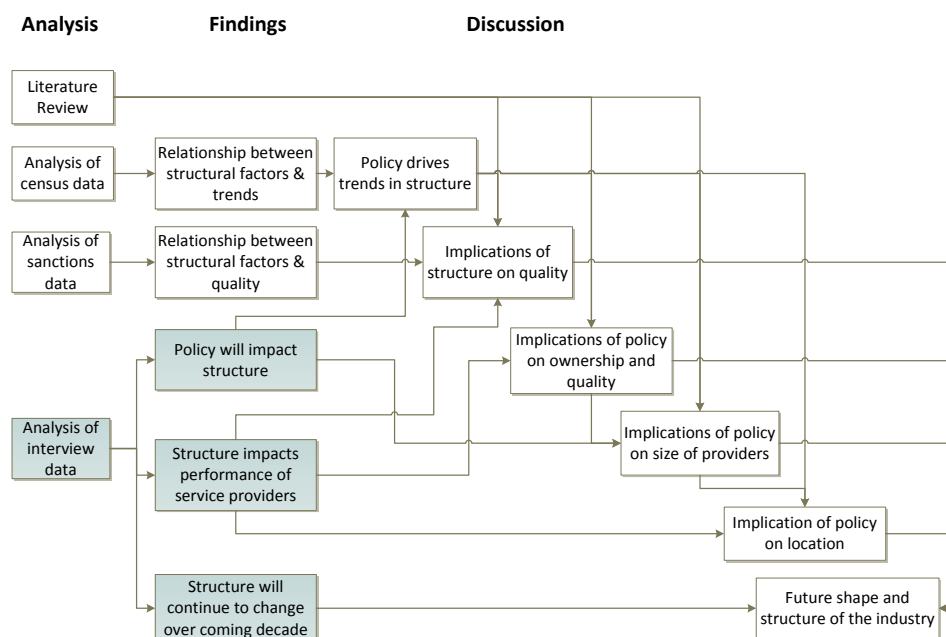 Analysis
Findings
Discussion
Literature
Review
Analysis of
census data
Relationship between
structural factors &
trends
Policy drives
trends in structure
Analysis of
sanctions data
Relationship between
structural factors &
quality
Implications of
structure on quality
Policy will impact
structure
Implications of policy
on ownership and
quality
Analysis of
interview data
Structure impacts
performance of
service providers
Implications of policy
on size of providers
Implication of policy
on location
Structure will
continue to change
over coming decade
Future shape and
structure of the industry